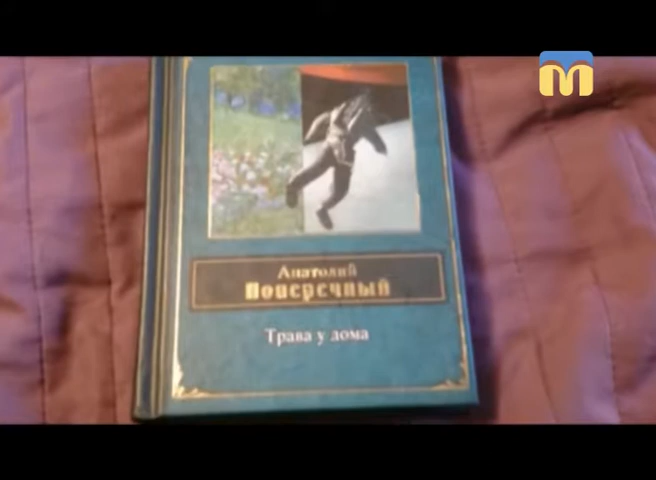 Анатолий
Поперечный
Трава у дома